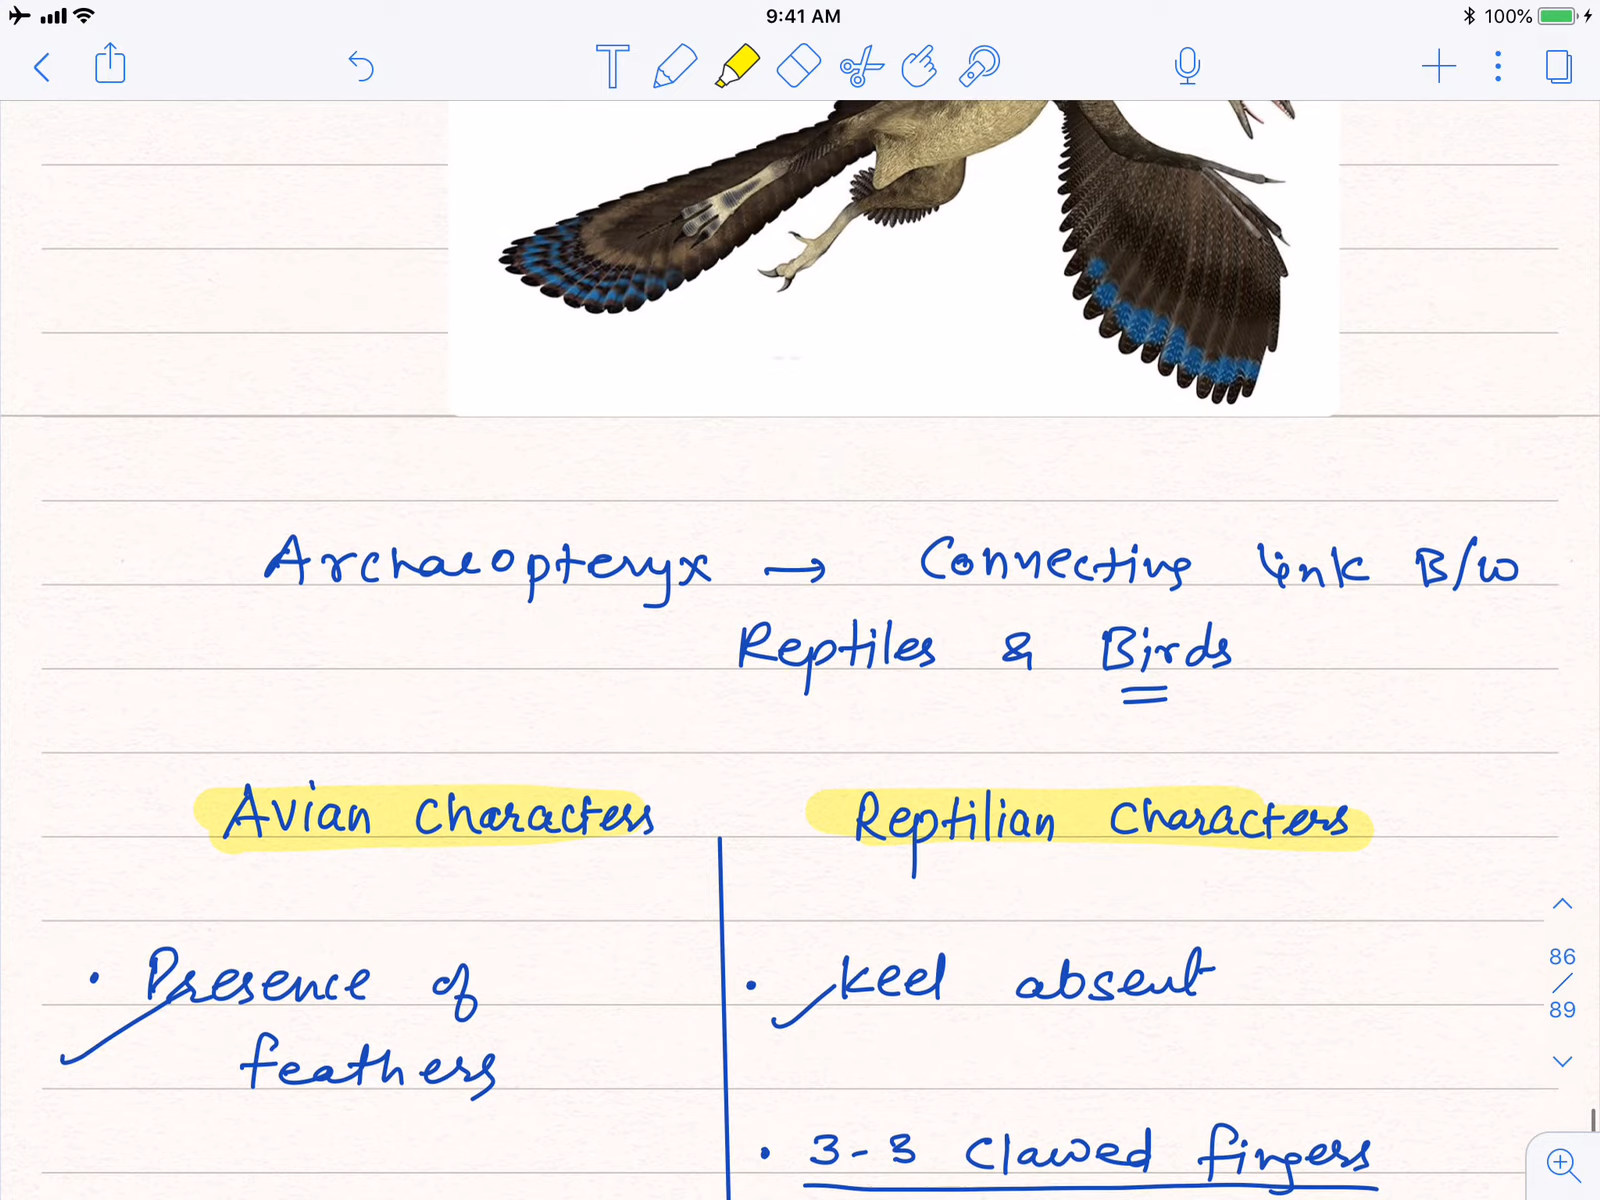 9:41 AM
100%
T
Archaeopteryx → Connecting link B/w
Reptiles & Birds
Avian characters
Reptilian characters
• Presence of
feathers
• keel absent
• 3-3 clawed fingers
86
/
89